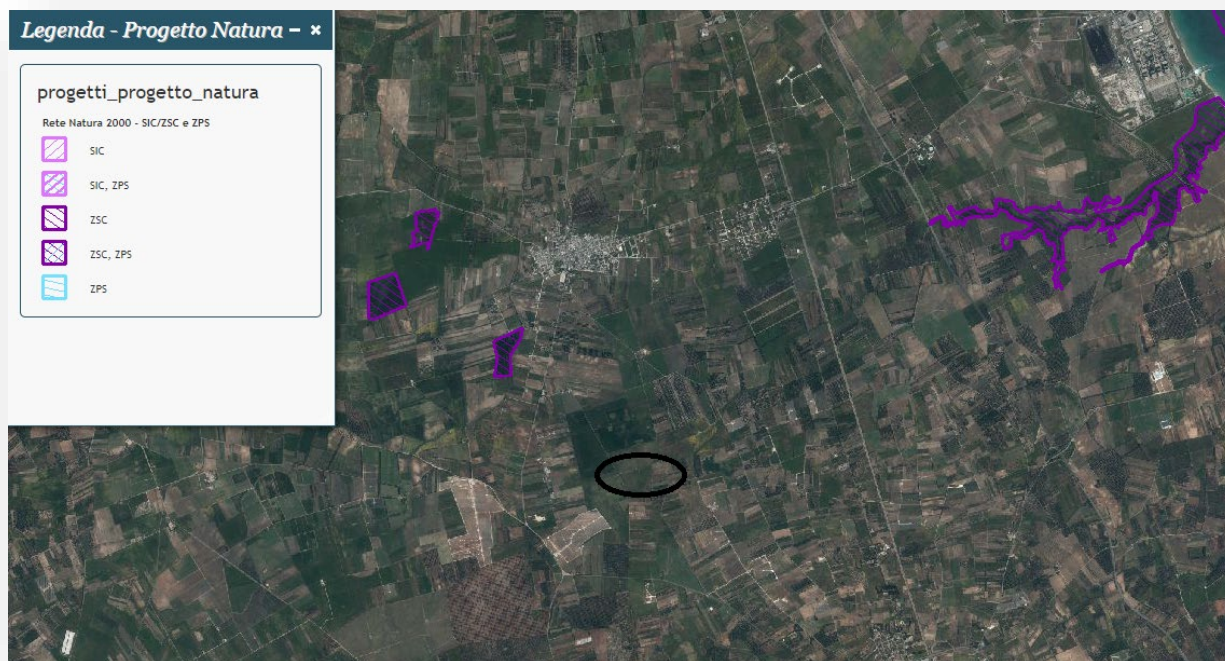 Legenda - Progetto Natura
progetti_progetto_natura
Rete Natura 2000 - SIC/ZSC e ZPS
SIC
SIC, ZPS
ZSC
ZSC, ZPS
ZPS